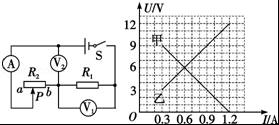 S
A
V₂
R₂
R₁
a
P
b
V₁
U/V
12
9
6
3
O
甲
乙
0.3 0.6 0.9 1.2 I/A